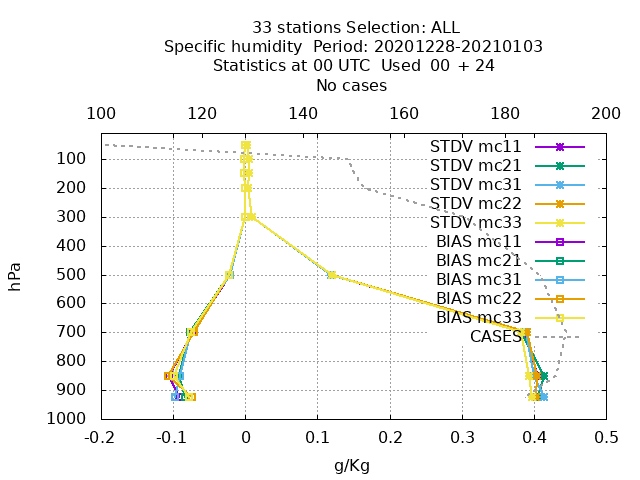 33 stations Selection: ALL
Specific humidity  Period: 20201228-20210103
Statistics at 00 UTC  Used  00 + 24
No cases
100 120 140 160 180 200
STDV mc11
STDV mc21
STDV mc31
STDV mc22
STDV mc33
BIAS mc11
BIAS mc21
BIAS mc31
BIAS mc22
BIAS mc33
CASES
hPa
100
200
300
400
500
600
700
800
900
1000
-0.2 -0.1 0 0.1 0.2 0.3 0.4 0.5
g/Kg